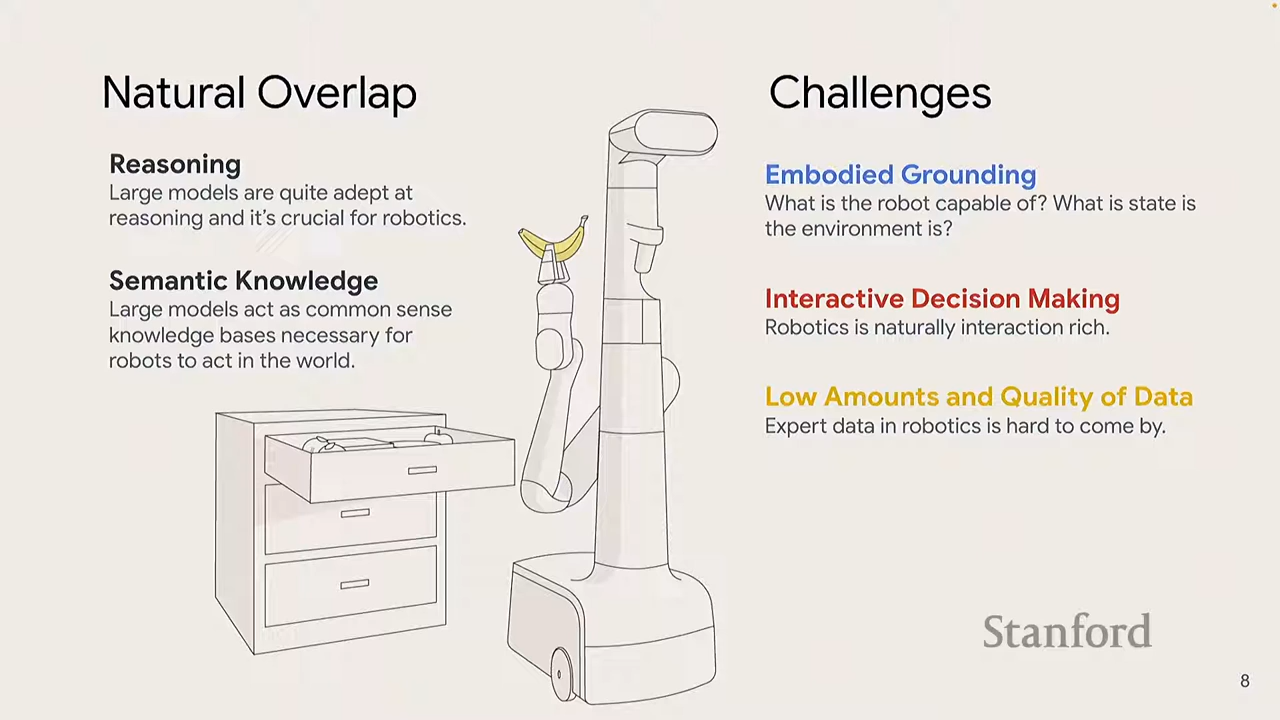 Natural Overlap
Reasoning
Large models are quite adept at
reasoning and it's crucial for robotics.
Semantic Knowledge
Large models act as common sense
knowledge bases necessary for
robots to act in the world.
Challenges
Embodied Grounding
What is the robot capable of? What is state is
the environment is?
Interactive Decision Making
Robotics is naturally interaction rich.
Low Amounts and Quality of Data
Expert data in robotics is hard to come by.
Stanford
8